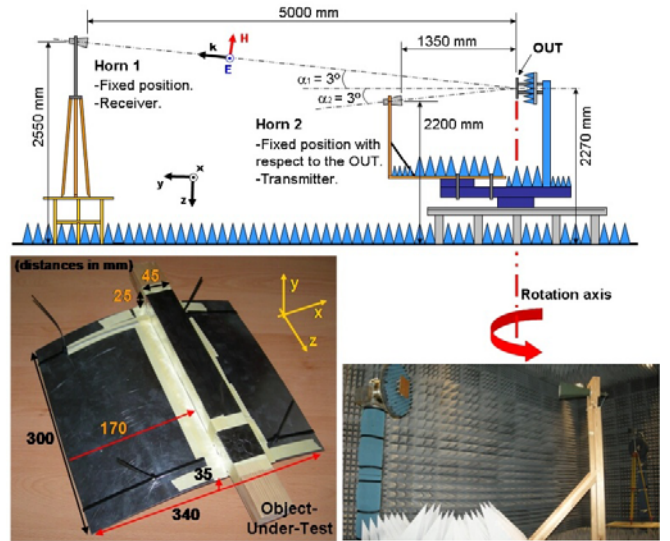 5000 mm
H
k
E
1350 mm
OUT
Horn 1
-Fixed position.
-Receiver.
α₁ = 3º
α₂ = 3º
2550 mm
Horn 2
-Fixed position with
respect to the OUT.
-Transmitter.
2200 mm
2270 mm
x
y
z
(distances in mm)
45
25
y
x
z
Rotation axis
300
170
35
340
Object-
Under-Test